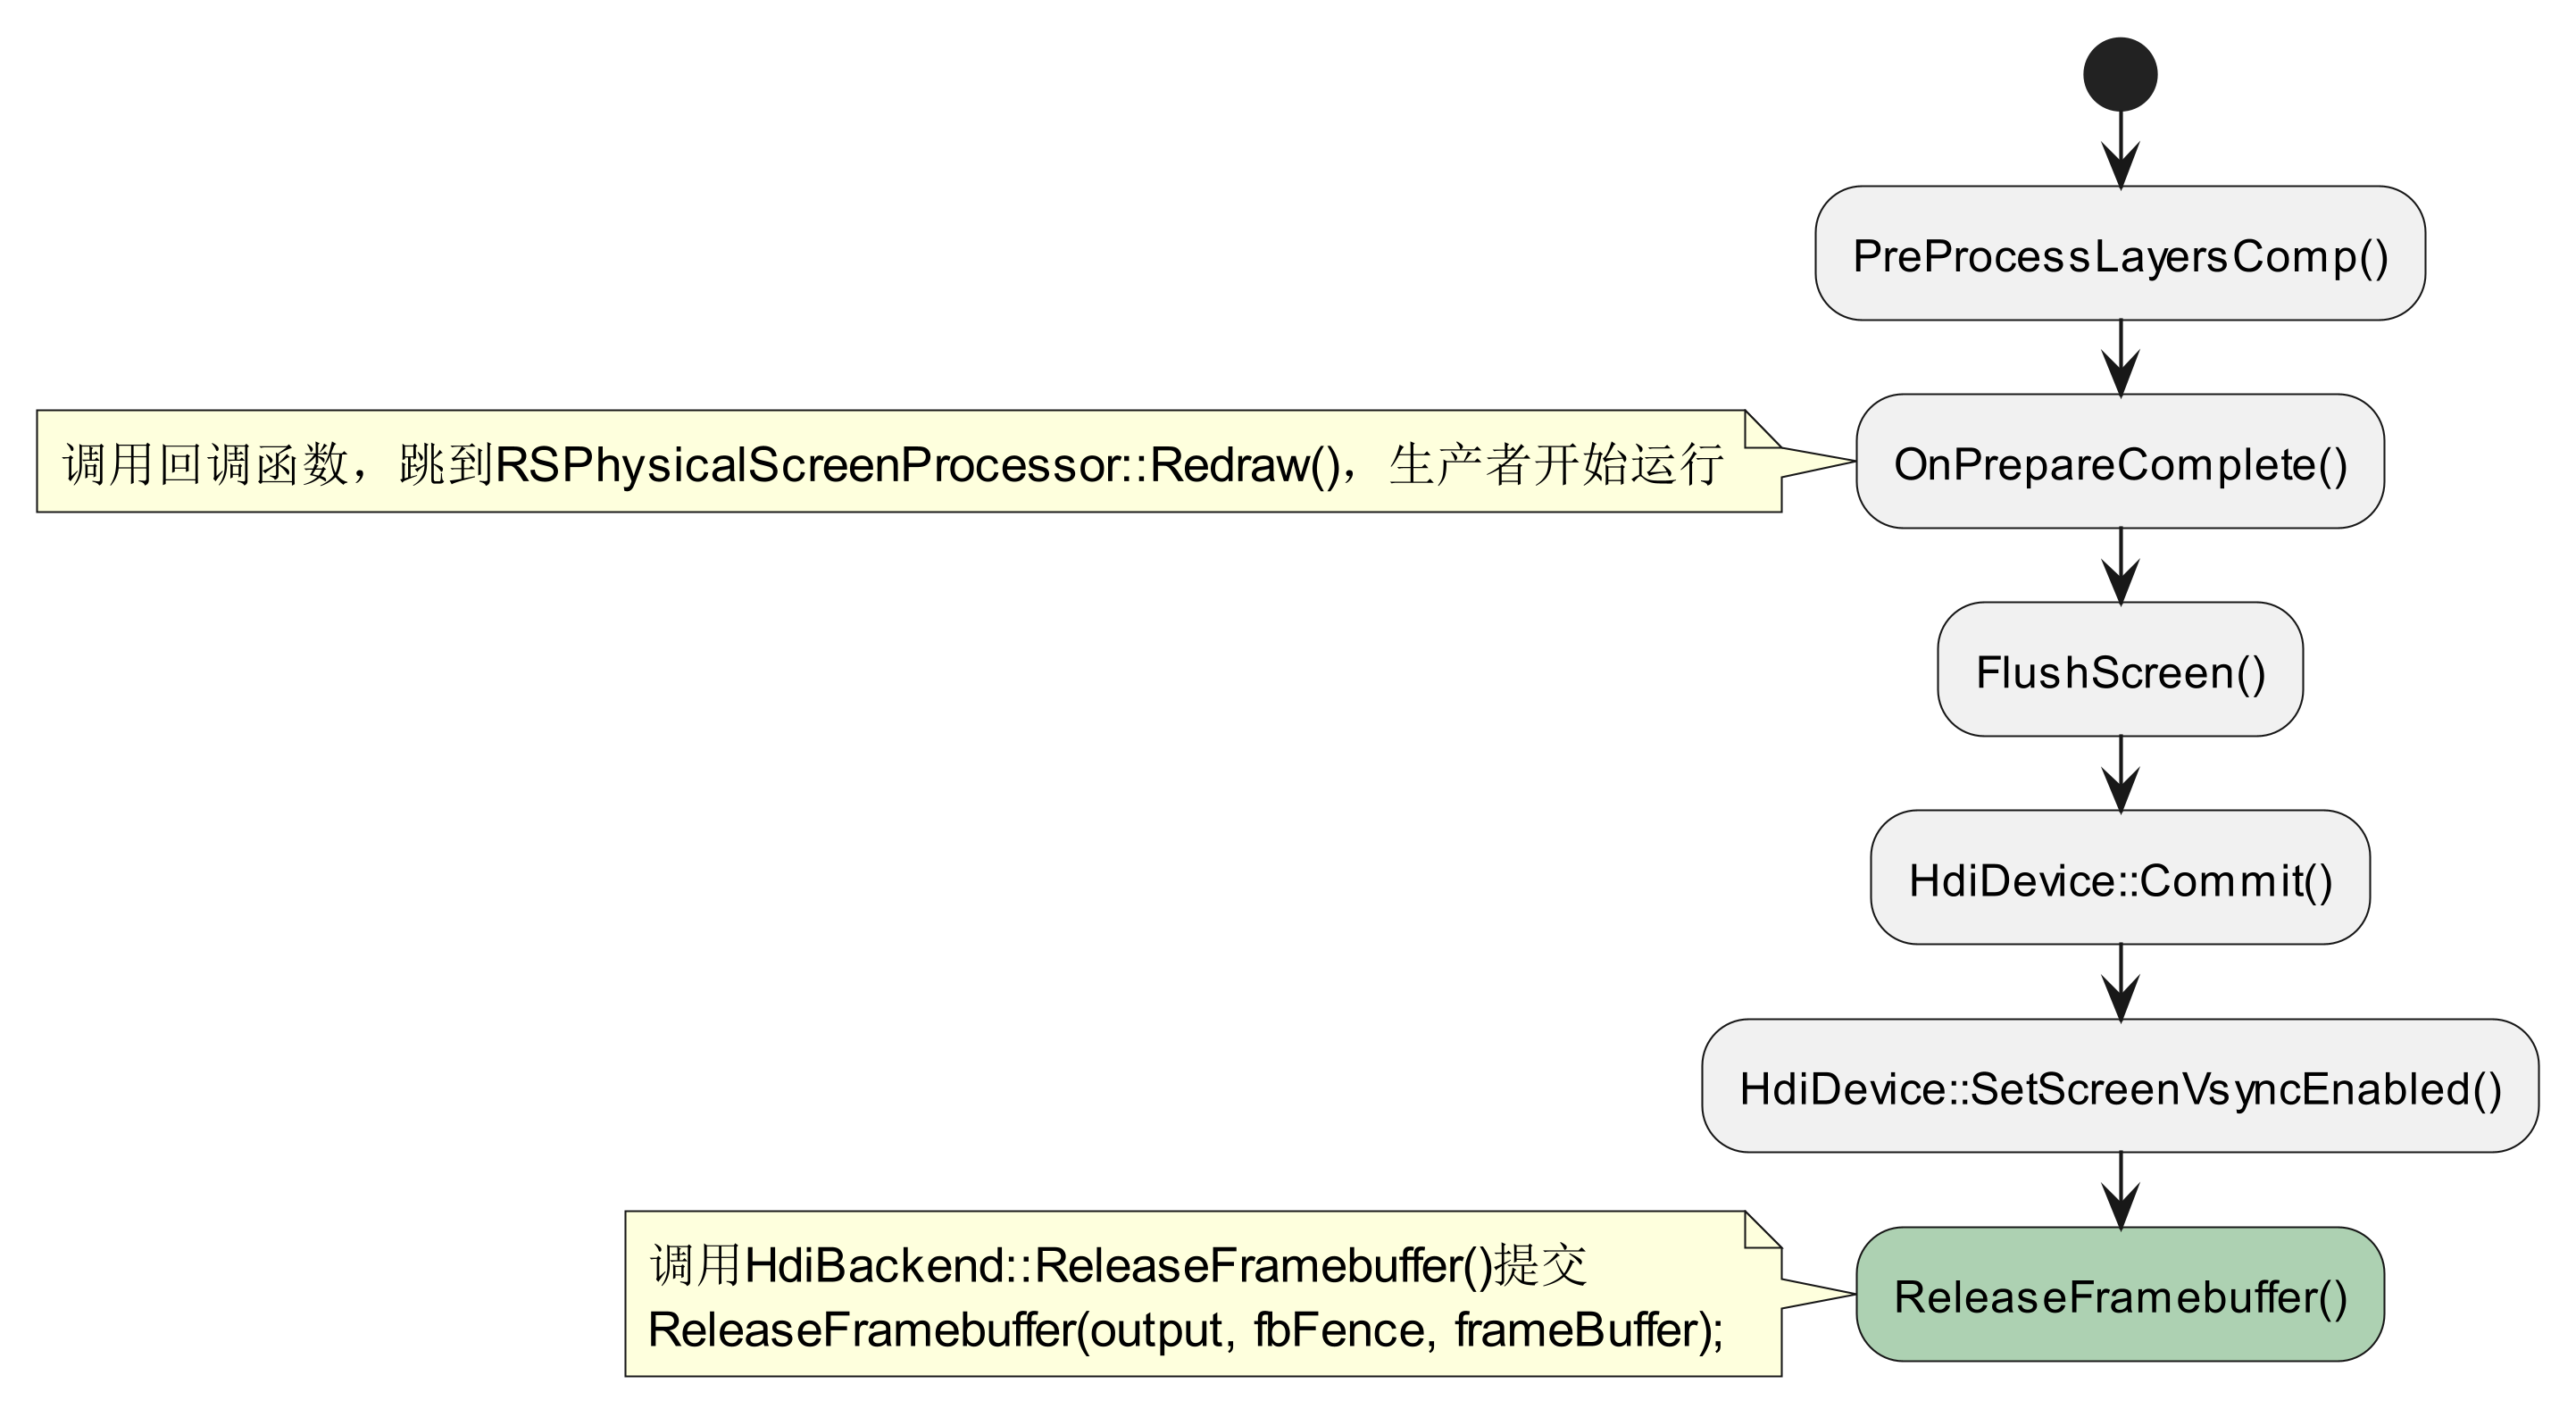 PreProcessLayersComp()
调用回调函数，跳到RSPhysicalScreenProcessor::Redraw()，生产者开始运行
OnPrepareComplete()
FlushScreen()
HdiDevice::Commit()
HdiDevice::SetScreenVsyncEnabled()
调用HdiBackend::ReleaseFramebuffer()提交
ReleaseFramebuffer(output, fbFence, frameBuffer);
ReleaseFramebuffer()